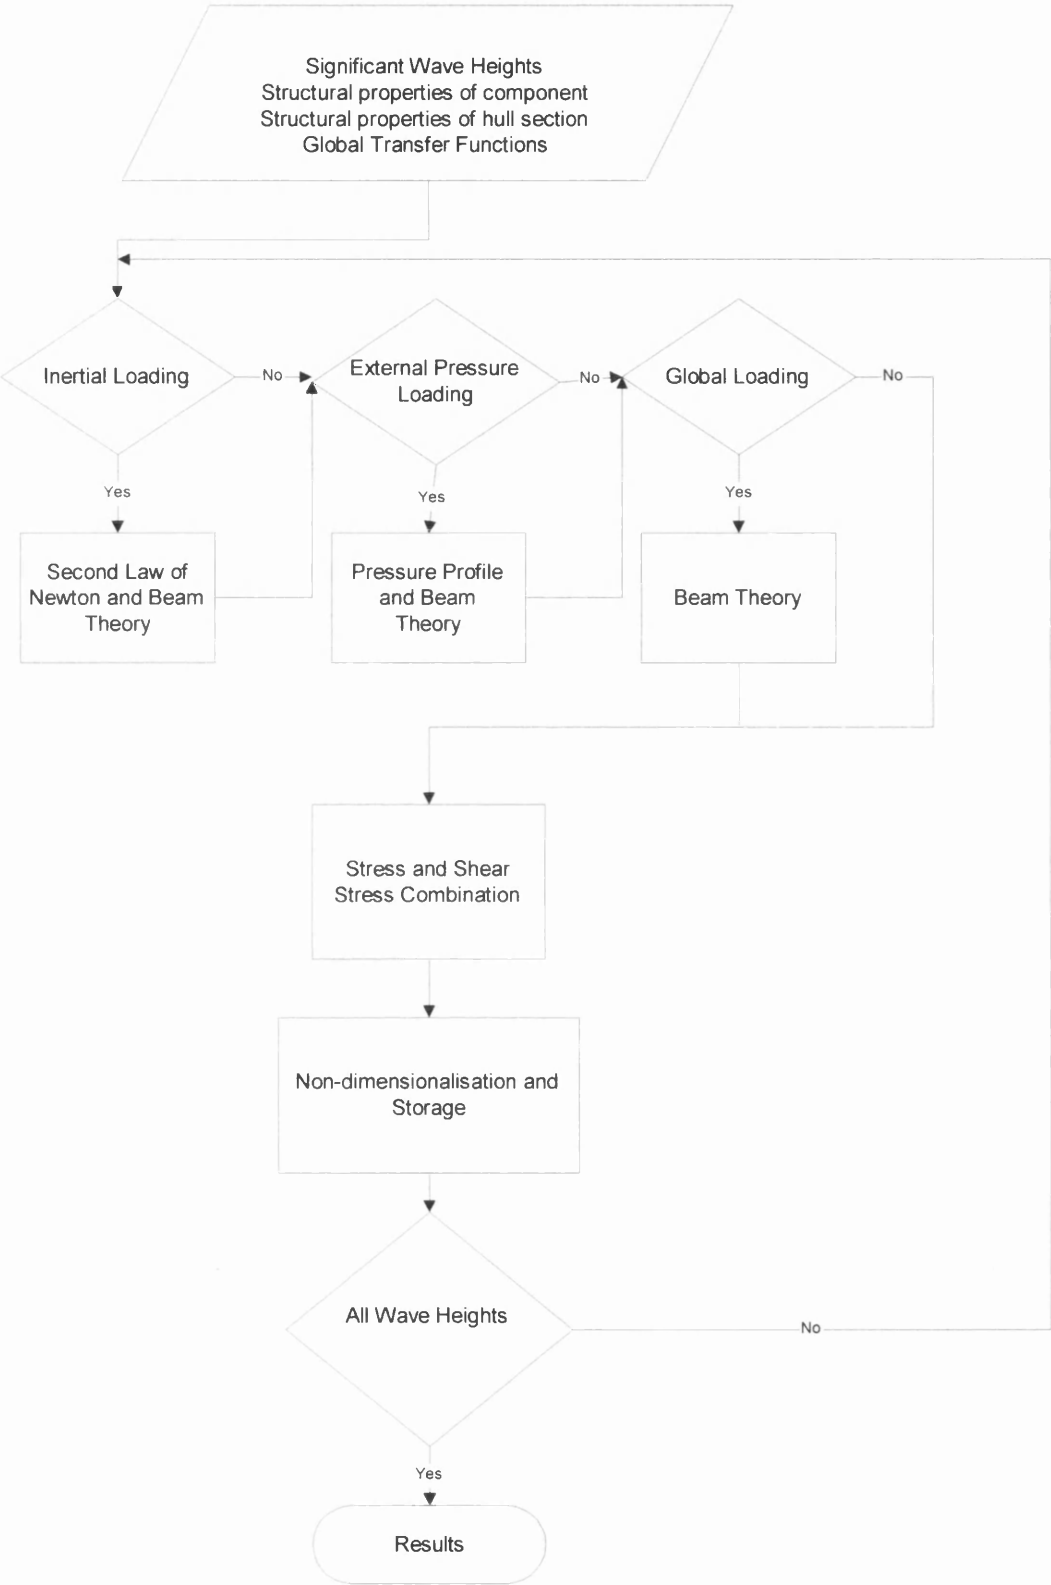 Significant Wave Heights
Structural properties of component
Structural properties of hull section
Global Transfer Functions
Inertial Loading
No
External Pressure
Loading
No
Global Loading
No
Yes
Yes
Yes
Second Law of
Newton and Beam
Theory
Pressure Profile
and Beam
Theory
Beam Theory
Stress and Shear
Stress Combination
Non-dimensionalisation and
Storage
All Wave Heights
No
Yes
Results